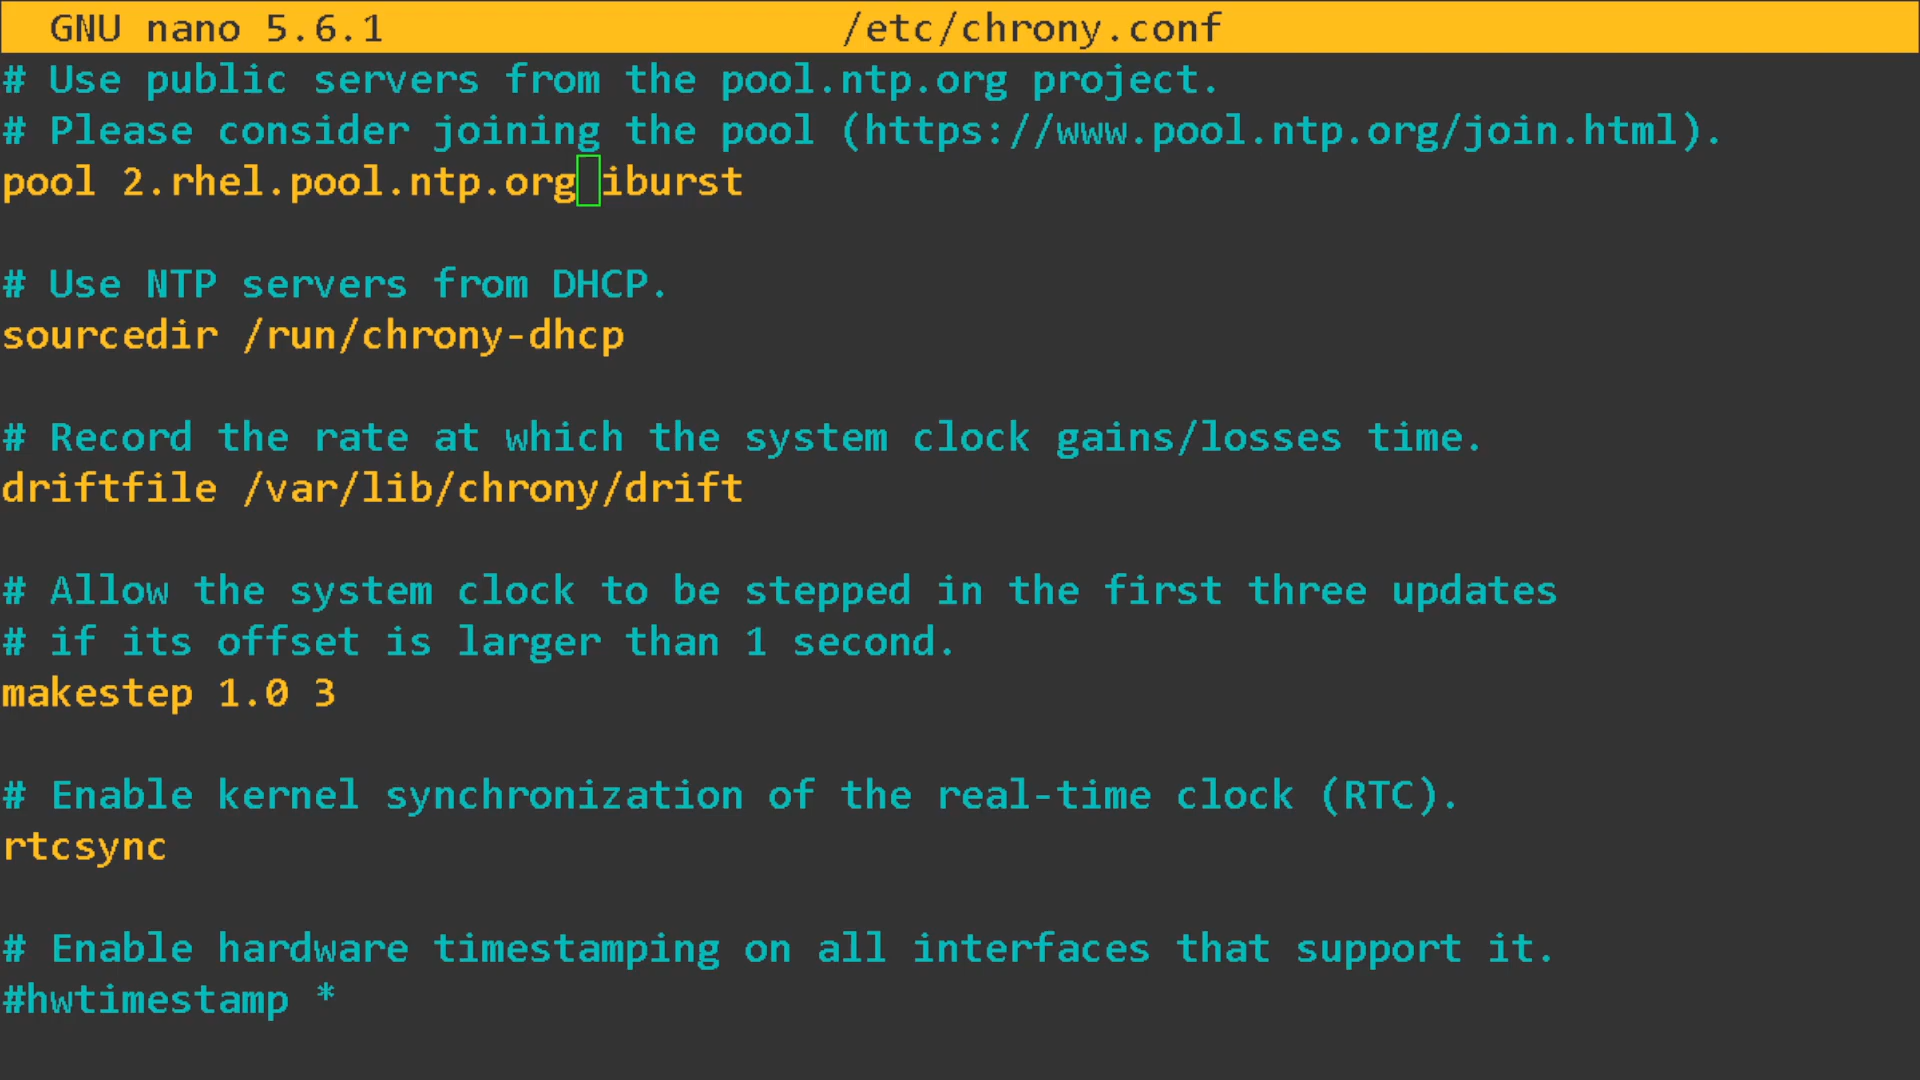 GNU nano 5.6.1 /etc/chrony.conf
# Use public servers from the pool.ntp.org project.
# Please consider joining the pool (https://www.pool.ntp.org/join.html).
pool 2.rhel.pool.ntp.org iburst
# Use NTP servers from DHCP.
sourcedir /run/chrony-dhcp
# Record the rate at which the system clock gains/losses time.
driftfile /var/lib/chrony/drift
# Allow the system clock to be stepped in the first three updates
# if its offset is larger than 1 second.
makestep 1.0 3
# Enable kernel synchronization of the real-time clock (RTC).
rtcsync
# Enable hardware timestamping on all interfaces that support it.
#hwtimestamp *